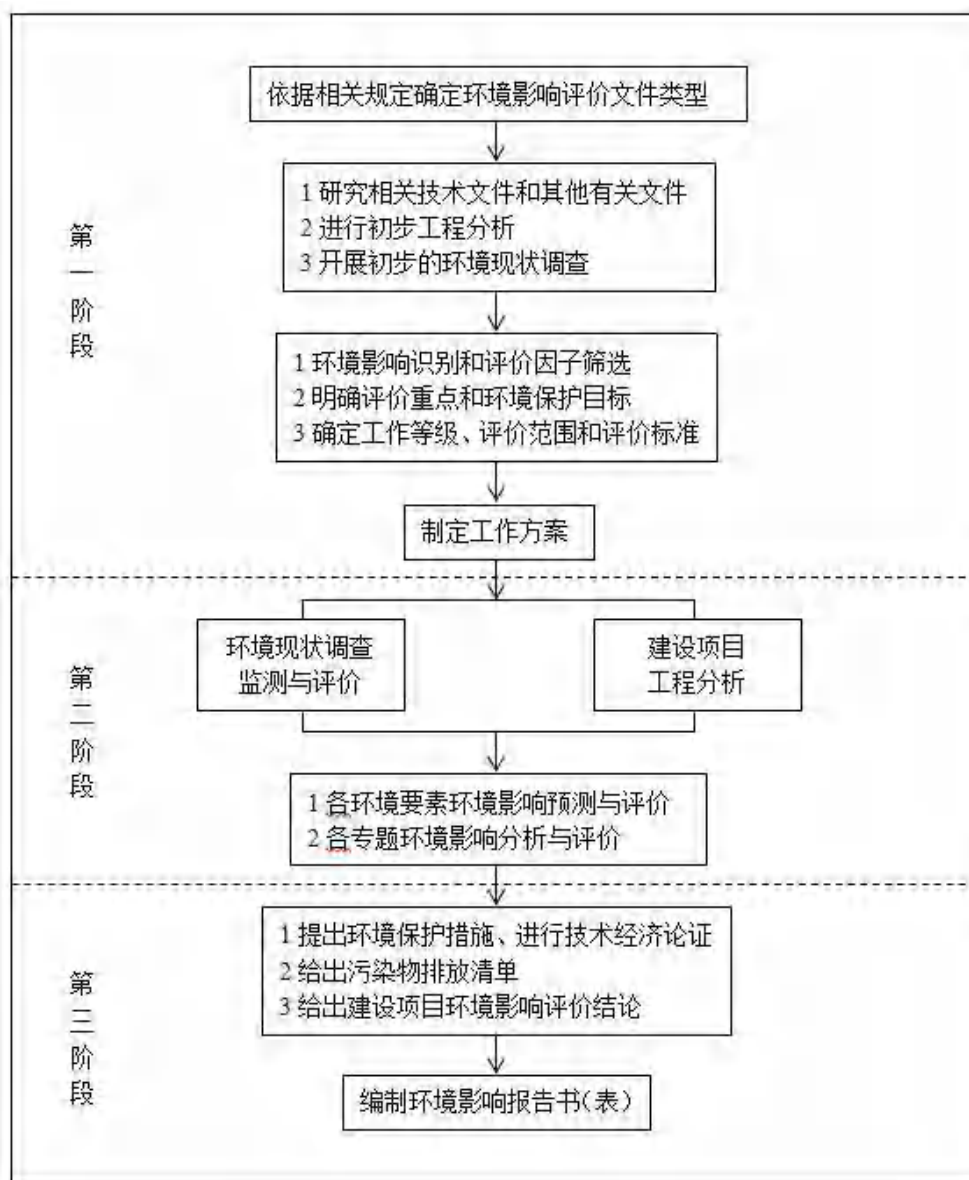 依据相关规定确定环境影响评价文件类型
第一阶段
1 研究相关技术文件和其他有关文件
2 进行初步工程分析
3 开展初步的环境现状调查
1 环境影响识别和评价因子筛选
2 明确评价重点和环境保护目标
3 确定工作等级、评价范围和评价标准
制定工作方案
第二阶段
环境现状调查
监测与评价
建设项目
工程分析
1 各环境要素环境影响预测与评价
2 各专题环境影响分析与评价
第三阶段
1 提出环境保护措施、进行技术经济论证
2 给出污染物排放清单
3 给出建设项目环境影响评价结论
编制环境影响报告书(表)